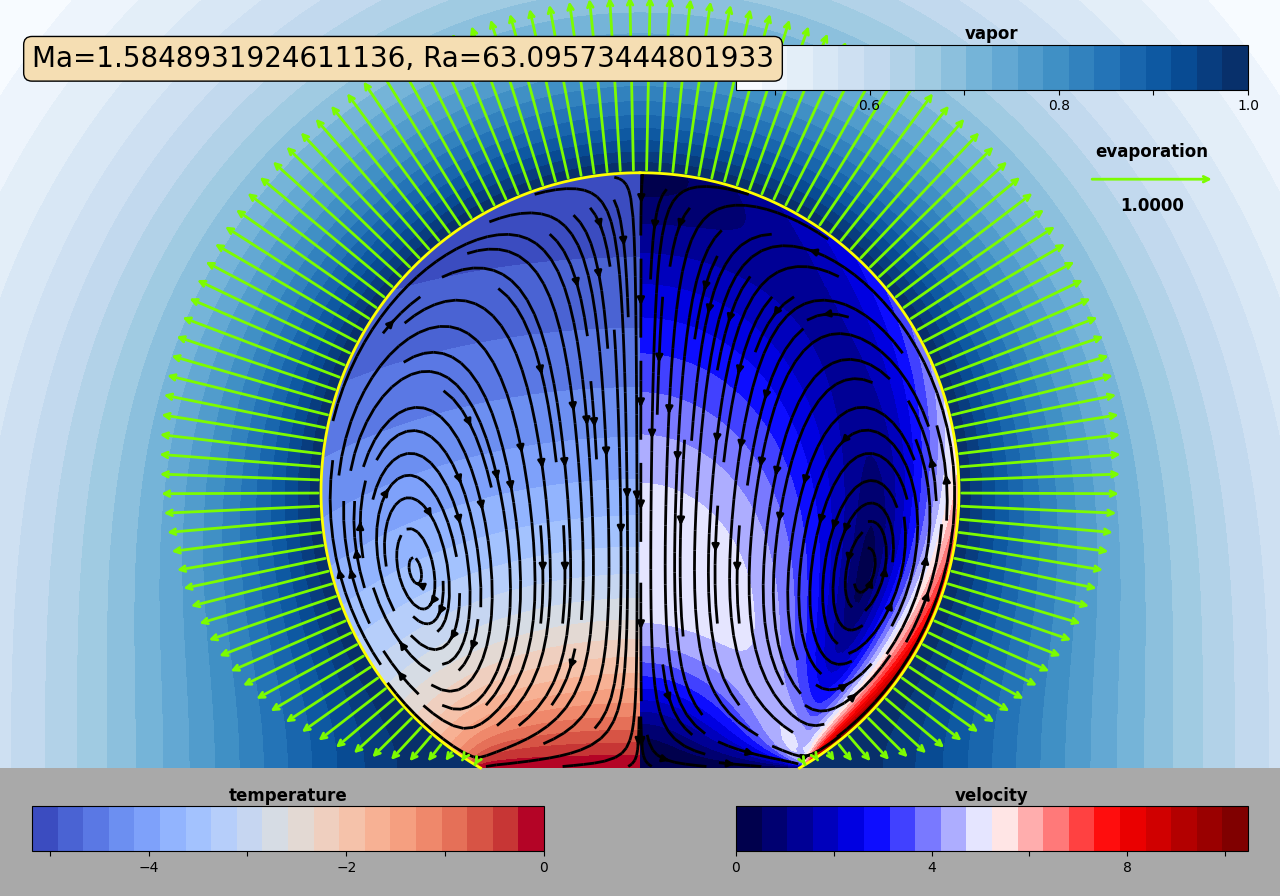 Ma=1.5848931924611136, Ra=63.09573444801933
vapor
0.6 0.8 1.0
evaporation
1.0000
temperature
−4 −2 0
velocity
0 4 8